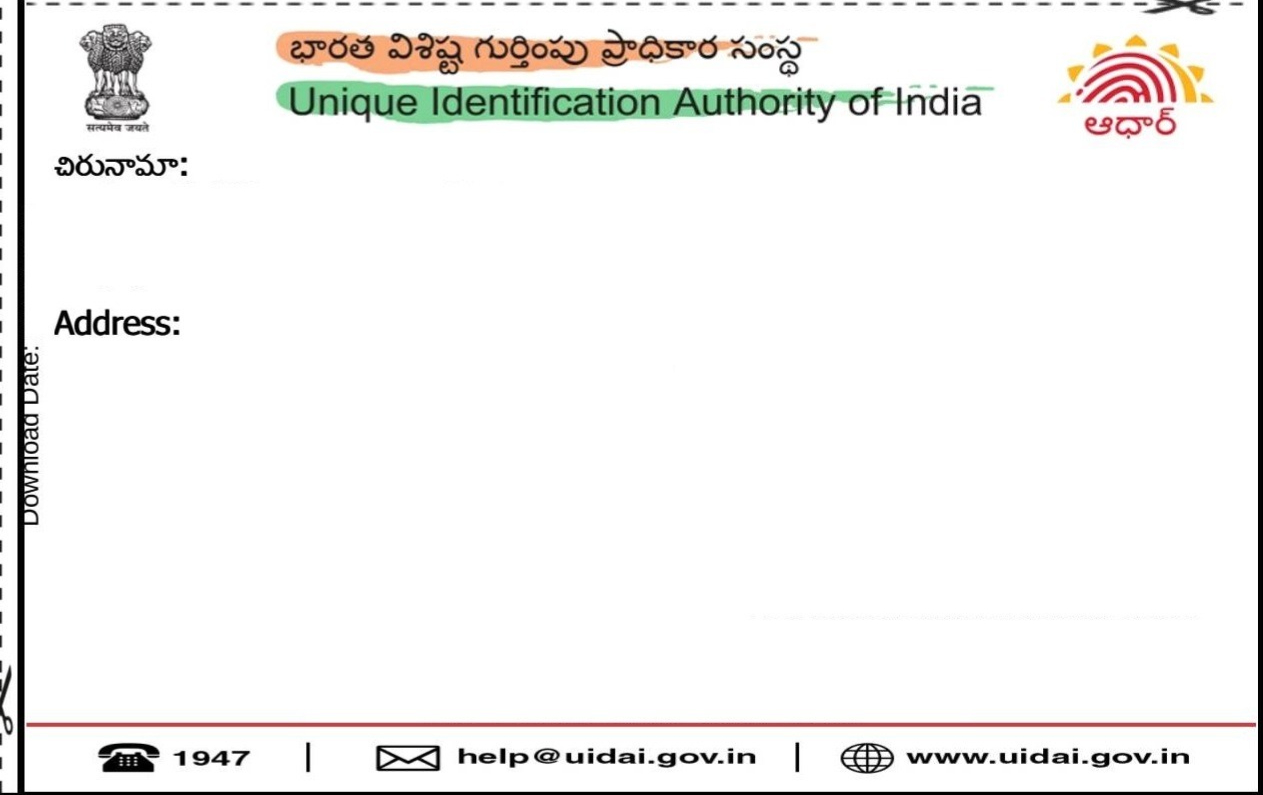 భారత విశిష్ట గుర్తింపు ప్రాధికార సంస్థ
Unique Identification Authority of India
सत्यमेव जयते
ఆధార్
చిరునామా:
Address:
Download Date:
1947 | help@uidai.gov.in | www.uidai.gov.in